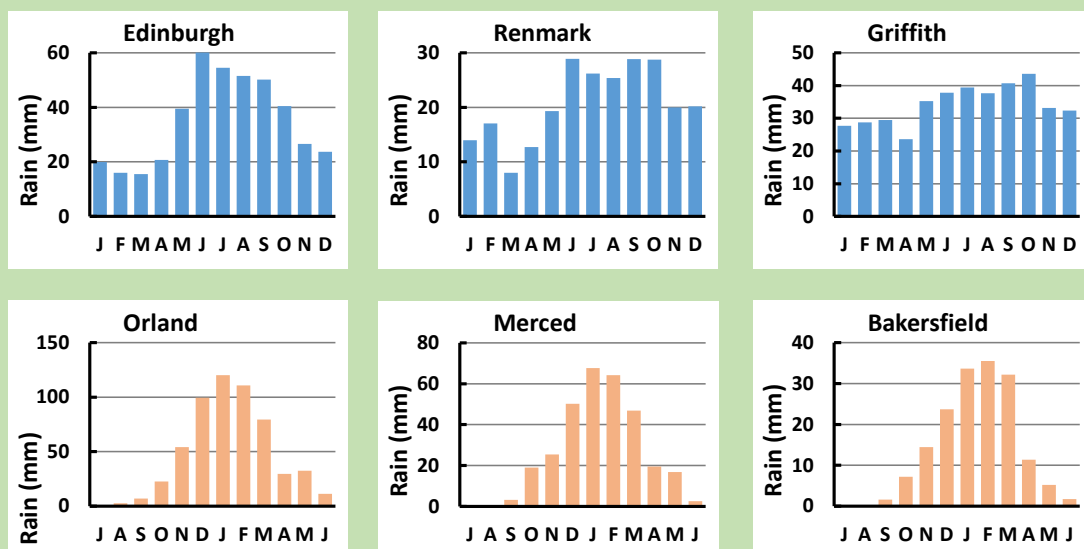 Edinburgh
60
40
20
0
Rain (mm)
J F M A M J J A S O N D
Renmark
30
20
10
0
Rain (mm)
J F M A M J J A S O N D
Griffith
50
40
30
20
10
0
Rain (mm)
J F M A M J J A S O N D
Orland
150
100
50
0
Rain (mm)
J A S O N D J F M A M J
Merced
80
60
40
20
0
Rain (mm)
J A S O N D J F M A M J
Bakersfield
40
30
20
10
0
Rain (mm)
J A S O N D J F M A M J